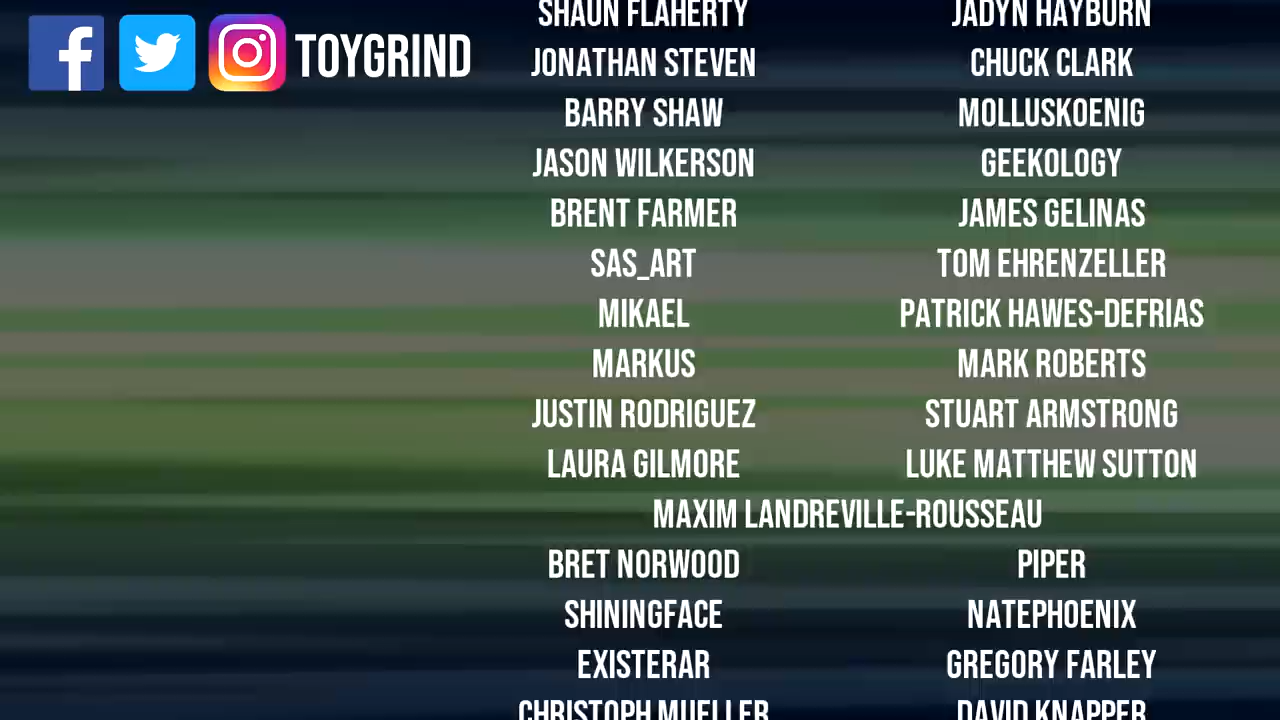 TOYGRIND
SHAUN FLAHERTY JADYN HAYBURN
JONATHAN STEVEN CHUCK CLARK
BARRY SHAW MOLLUSKOENIG
JASON WILKERSON GEEKOLOGY
BRENT FARMER JAMES GELINAS
SAS_ART TOM EHRENZELLER
MIKAEL PATRICK HAWES-DEFRIAS
MARKUS MARK ROBERTS
JUSTIN RODRIGUEZ STUART ARMSTRONG
LAURA GILMORE LUKE MATTHEW SUTTON
MAXIM LANDREVILLE-ROUSSEAU
BRET NORWOOD PIPER
SHININGFACE NATEPHOENIX
EXISTERAR GREGORY FARLEY
CHRISTOPH MUELLER DAVID KNAPPER